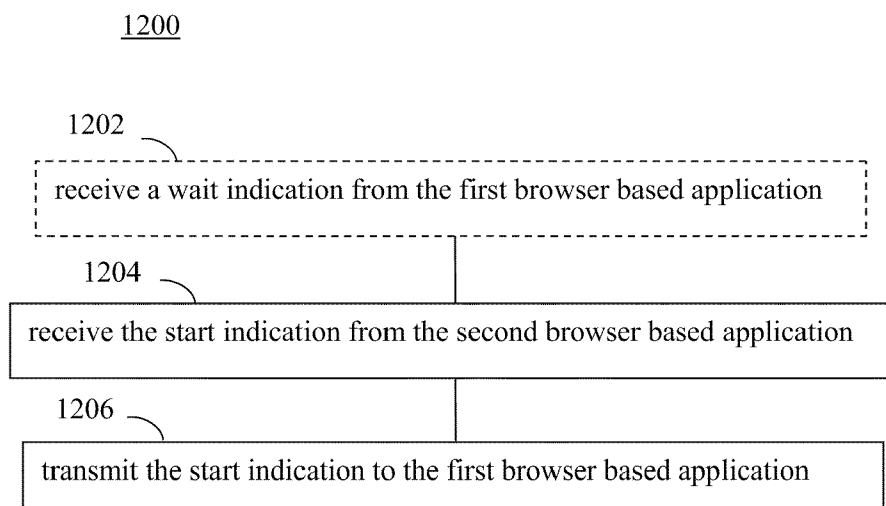 1200
1202
receive a wait indication from the first browser based application
1204
receive the start indication from the second browser based application
1206
transmit the start indication to the first browser based application